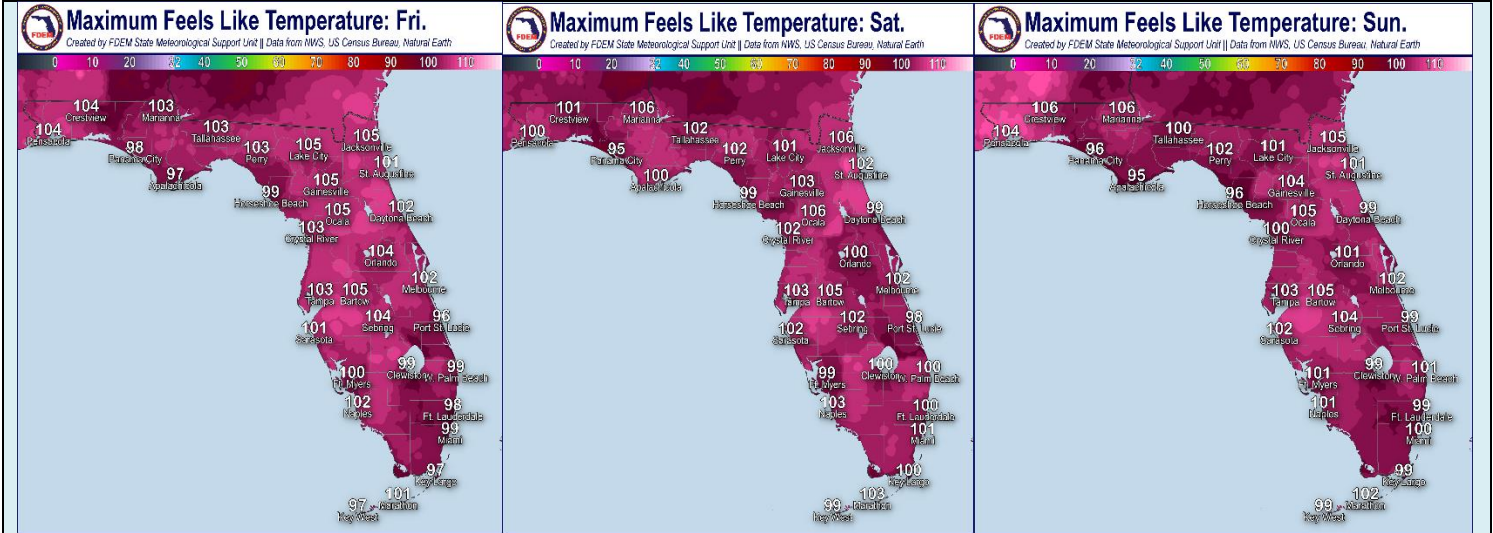 Maximum Feels Like Temperature: Fri.
Created by FDEM State Meteorological Support Unit || Data from NWS, US Census Bureau, Natural Earth
FDEM
0 10 20 32 40 50 60 70 80 90 100 110
104 Crestview
103 Marianna
104 Pensacola
103 Tallahassee
98 Panama City
103 Perry
105 Lake City
105 Jacksonville
97 Apalachicola
101 St. Augustine
105 Gainesville
99 Horseshoe Beach
105 Ocala
102 Daytona Beach
103 Crystal River
104 Orlando
102 Melbourne
103 Tampa
105 Bartow
104 Sebring
96 Port St. Lucie
101 Sarasota
99 Clewiston
99 W. Palm Beach
100 Ft. Myers
102 Naples
98 Ft. Lauderdale
99 Miami
97 Key Largo
101 Marathon
97 Key West
Maximum Feels Like Temperature: Sat.
Created by FDEM State Meteorological Support Unit || Data from NWS, US Census Bureau, Natural Earth
FDEM
0 10 20 32 40 50 60 70 80 90 100 110
101 Crestview
106 Marianna
100 Pensacola
102 Tallahassee
95 Panama City
102 Perry
101 Lake City
106 Jacksonville
100 Apalachicola
102 St. Augustine
103 Gainesville
99 Horseshoe Beach
106 Ocala
99 Daytona Beach
102 Crystal River
100 Orlando
102 Melbourne
103 Tampa
105 Bartow
102 Sebring
98 Port St. Lucie
102 Sarasota
100 Clewiston
100 W. Palm Beach
99 Ft. Myers
103 Naples
100 Ft. Lauderdale
101 Miami
100 Key Largo
103 Marathon
99 Key West
Maximum Feels Like Temperature: Sun.
Created by FDEM State Meteorological Support Unit || Data from NWS, US Census Bureau, Natural Earth
FDEM
0 10 20 32 40 50 60 70 80 90 100 110
106 Crestview
106 Marianna
104 Pensacola
100 Tallahassee
96 Panama City
102 Perry
101 Lake City
105 Jacksonville
95 Apalachicola
101 St. Augustine
104 Gainesville
96 Horseshoe Beach
105 Ocala
99 Daytona Beach
100 Crystal River
101 Orlando
102 Melbourne
103 Tampa
105 Bartow
104 Sebring
99 Port St. Lucie
102 Sarasota
99 Clewiston
101 W. Palm Beach
101 Ft. Myers
101 Naples
99 Ft. Lauderdale
100 Miami
99 Key Largo
102 Marathon
99 Key West